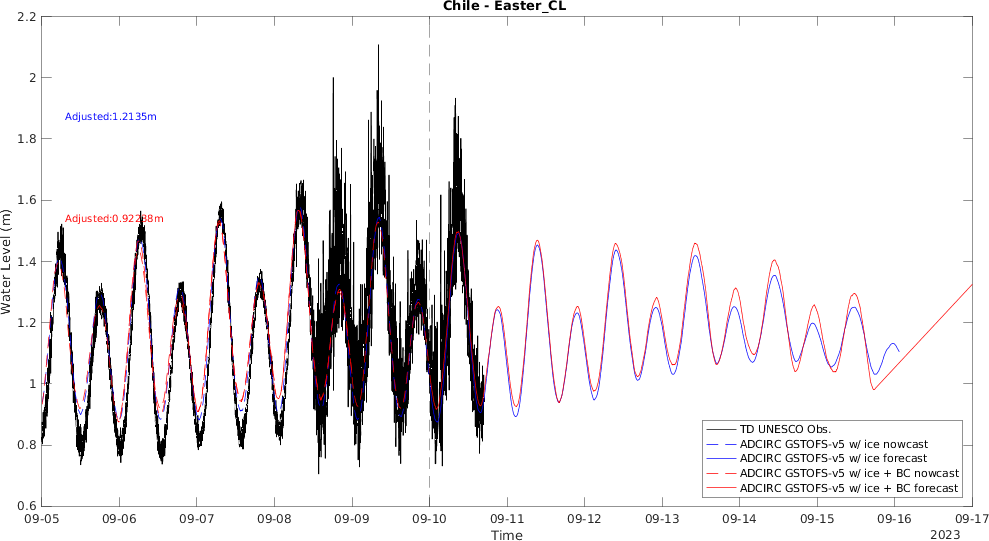 Chile - Easter_CL
2.2
2
1.8
1.6
1.4
1.2
1
0.8
0.6
Water Level (m)
Adjusted:1.2135m
Adjusted:0.92288m
TD UNESCO Obs.
ADCIRC GSTOFS-v5 w/ ice nowcast
ADCIRC GSTOFS-v5 w/ ice forecast
ADCIRC GSTOFS-v5 w/ ice + BC nowcast
ADCIRC GSTOFS-v5 w/ ice + BC forecast
09-05 09-06 09-07 09-08 09-09 09-10 09-11 09-12 09-13 09-14 09-15 09-16 09-17
Time
2023